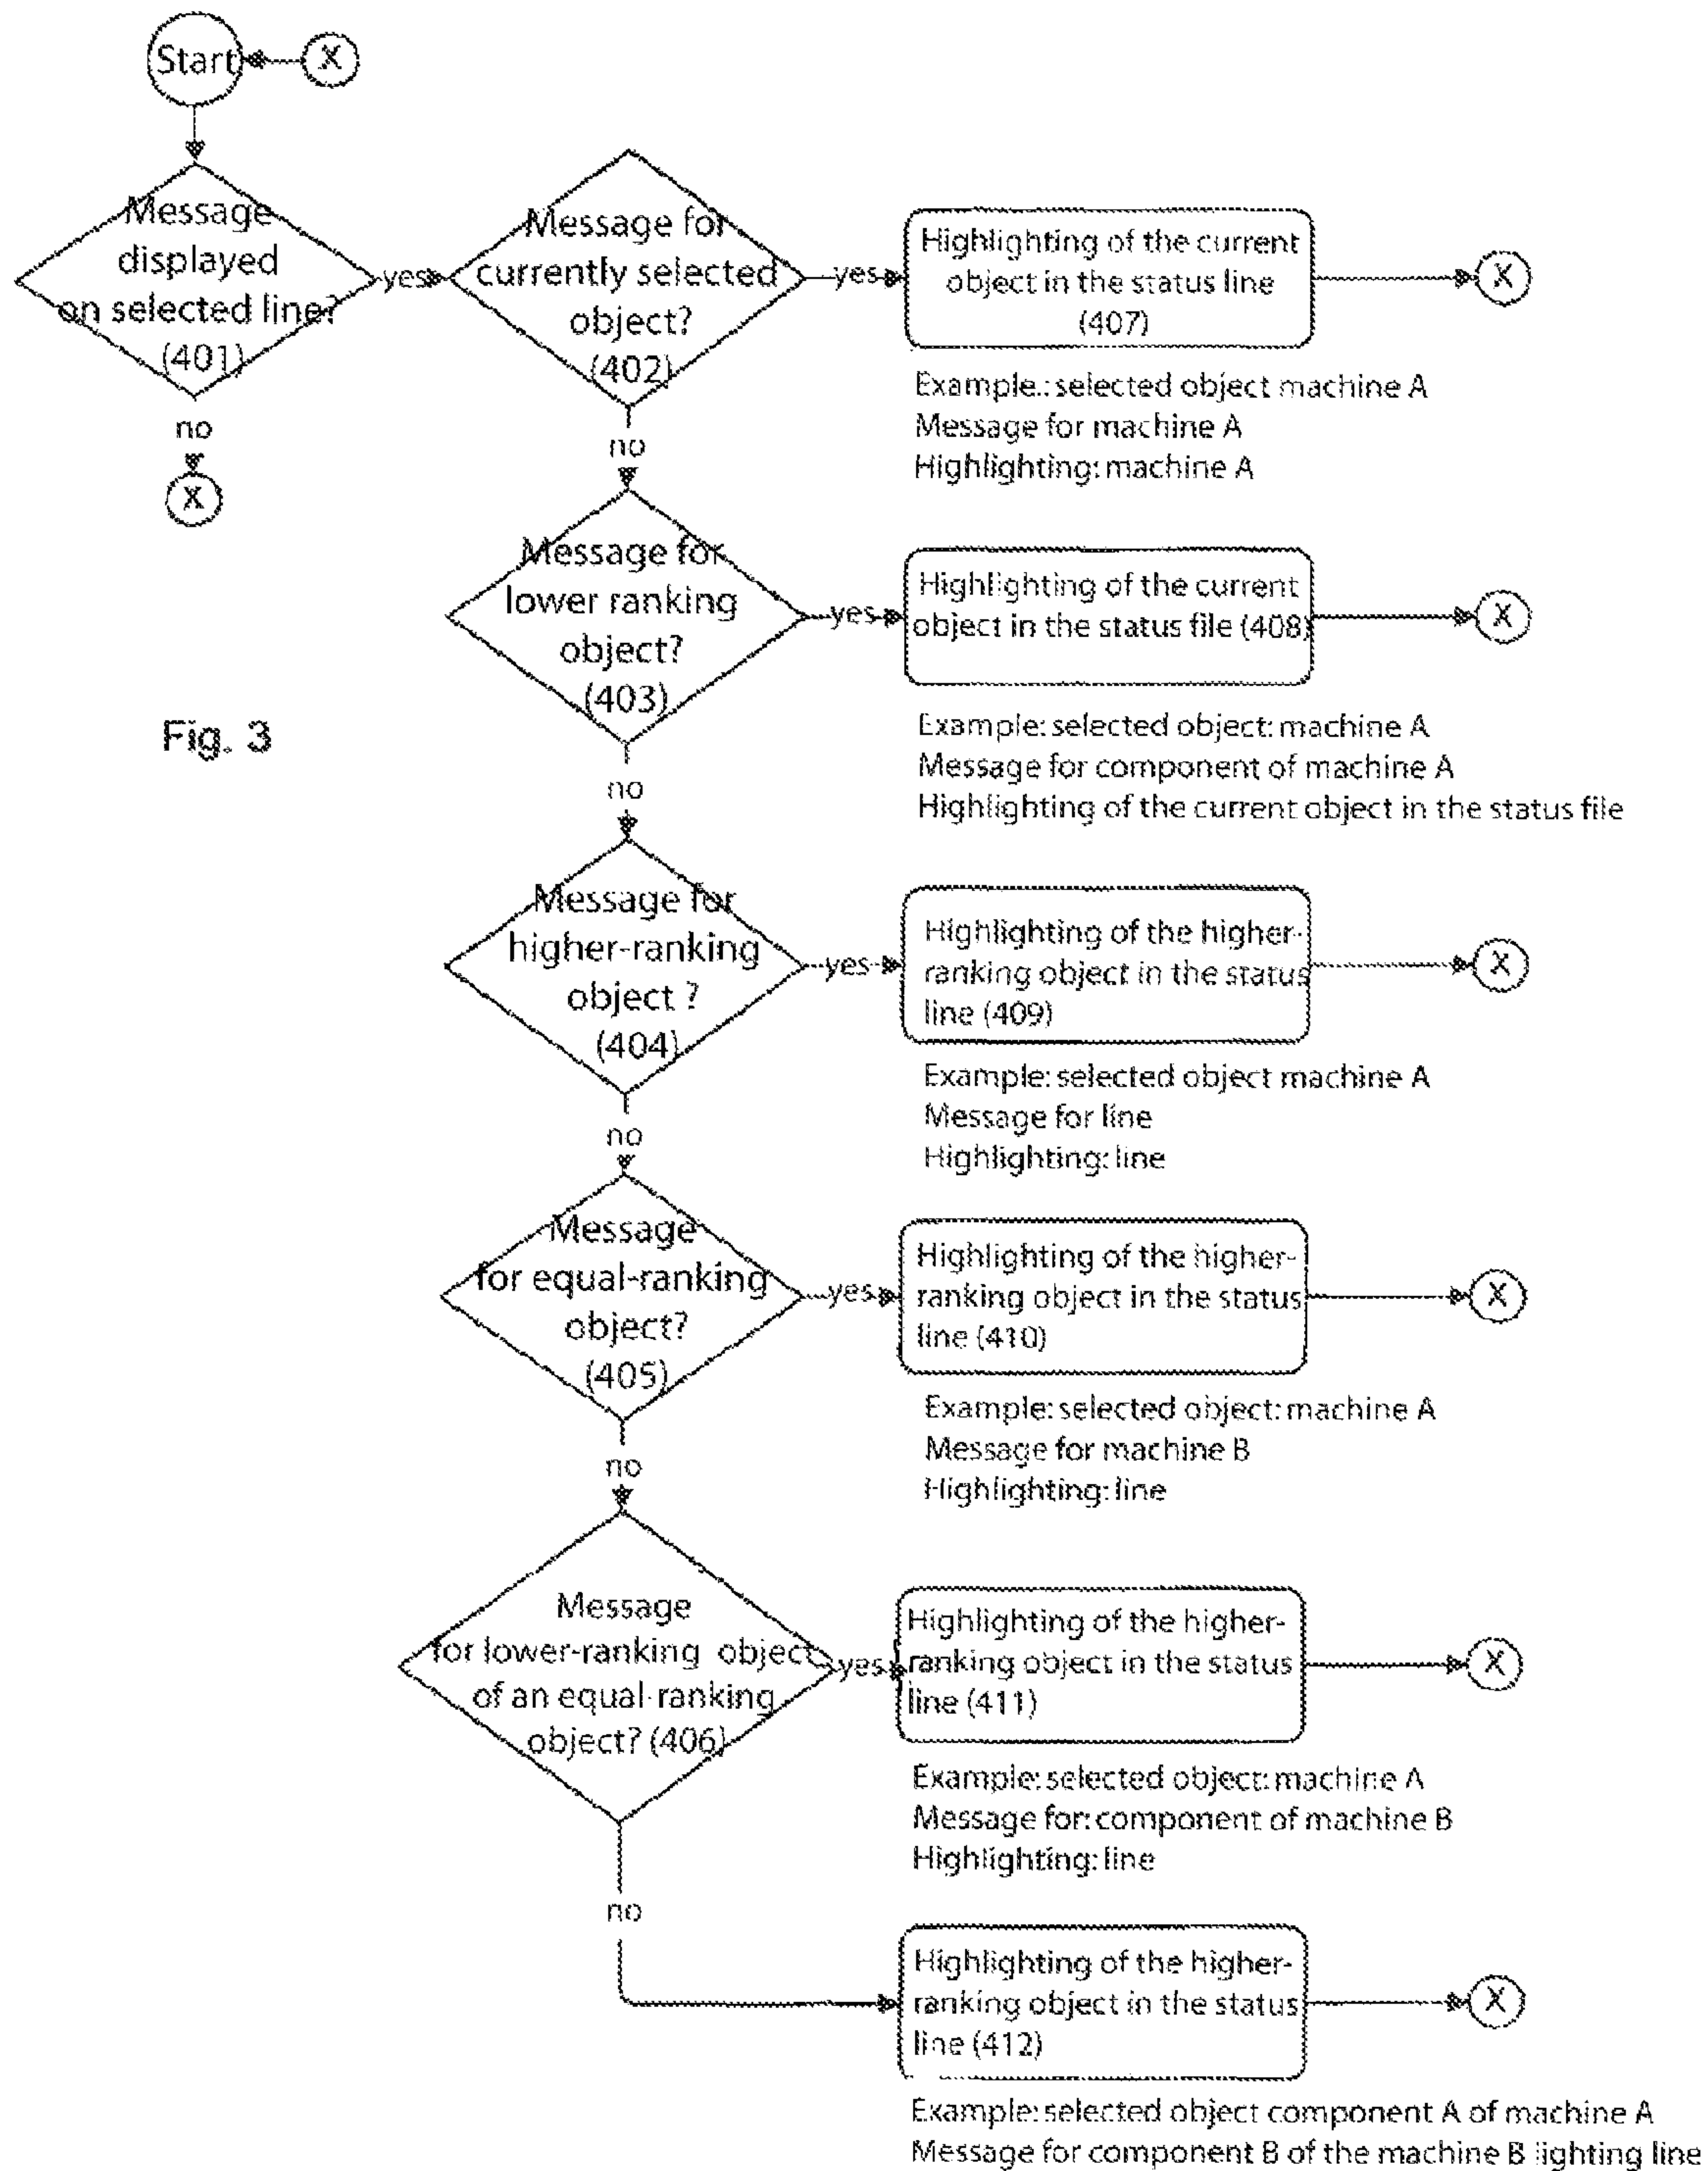 Start
X
Message
displayed
on selected line?
(401)
yes
no
X
Message for
currently selected
object?
(402)
yes
Highlighting of the current
object in the status line
(407)
X
Example.: selected object machine A
Message for machine A
Highlighting: machine A
no
Message for
lower ranking
object?
(403)
yes
Highlighting of the current
object in the status file (408)
X
Example: selected object: machine A
Message for component of machine A
Highlighting of the current object in the status file
Fig. 3
no
Message for
higher-ranking
object ?
(404)
yes
Highlighting of the higher-
ranking object in the status
line (409)
X
Example: selected object machine A
Message for line
Highlighting: line
no
Message
for equal-ranking
object?
(405)
yes
Highlighting of the higher-
ranking object in the status
line (410)
X
Example: selected object: machine A
Message for machine B
Highlighting: line
no
Message
for lower-ranking object
of an equal-ranking
object? (406)
yes
Highlighting of the higher-
ranking object in the status
line (411)
X
Example: selected object: machine A
Message for: component of machine B
Highlighting: line
no
Highlighting of the higher-
ranking object in the status
line (412)
X
Example: selected object component A of machine A
Message for component B of the machine B lighting line